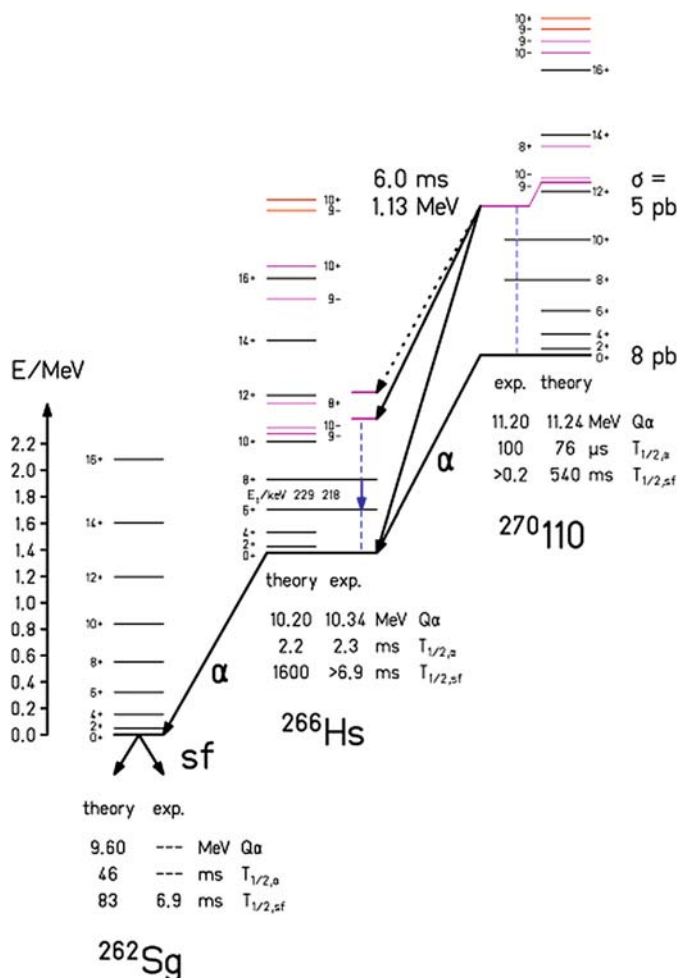 E/MeV
2.2
2.0
1.8
1.6
1.4
1.2
1.0
0.8
0.6
0.4
0.2
0.0
16+
14+
12+
10+
8+
6+
4+
2+
0+
sf
theory exp.
9.60 --- MeV Qα
46 --- ms T1/2,α
83 6.9 ms T1/2,sf
262Sg
α
10+
9-
10+
16+
9-
14+
12+
8+
10-
9-
10+
8+
Eγ/keV 229 218
6+
4+
2+
0+
theory exp.
10.20 10.34 MeV Qα
2.2 2.3 ms T1/2,α
1600 >6.9 ms T1/2,sf
266Hs
α
6.0 ms
1.13 MeV
10+
9-
9-
10-
16+
14+
8+
10-
9-
12+
σ =
5 pb
10+
8+
6+
4+
2+
0+
8 pb
exp. theory
11.20 11.24 MeV Qα
100 76 μs T1/2,α
>0.2 540 ms T1/2,sf
270110